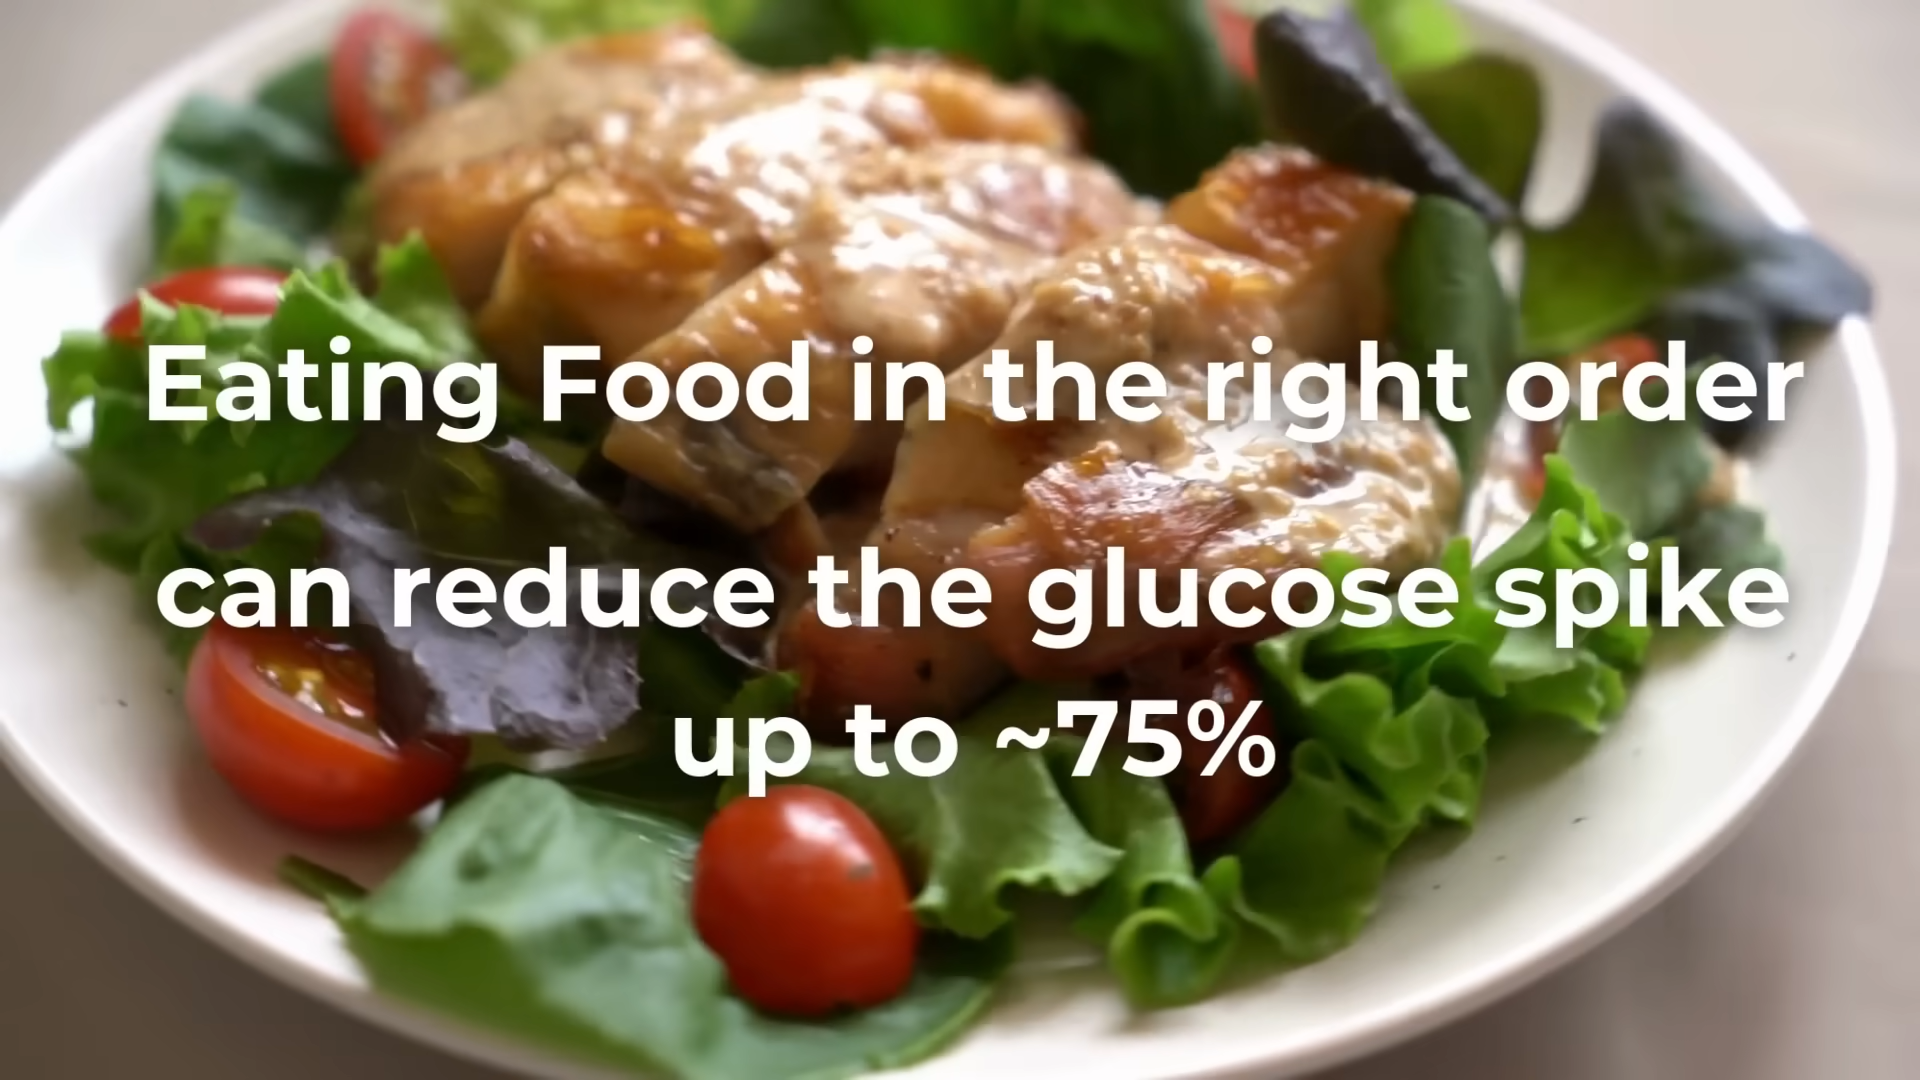 Eating Food in the right order
can reduce the glucose spike
up to ~75%